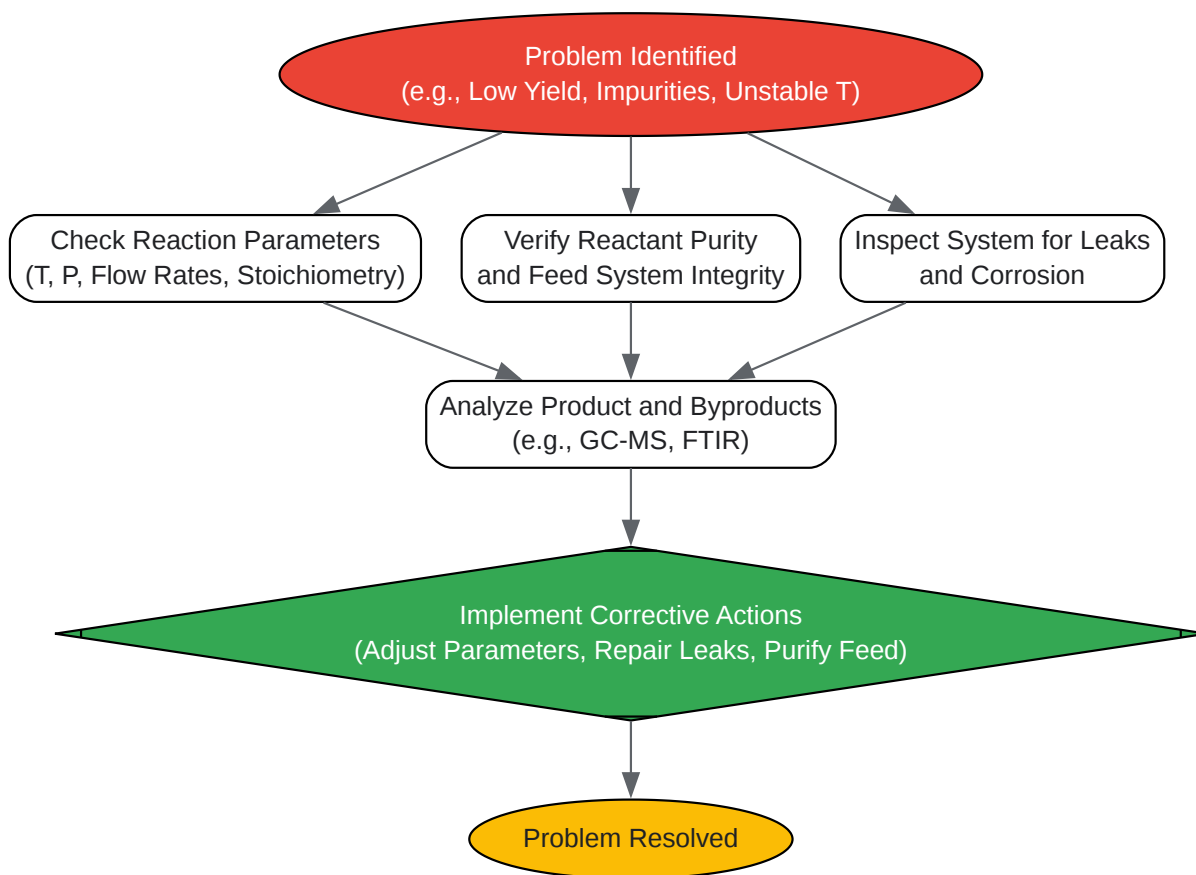 Problem Identified
(e.g., Low Yield, Impurities, Unstable T)
Check Reaction Parameters
(T, P, Flow Rates, Stoichiometry)
Verify Reactant Purity
and Feed System Integrity
Inspect System for Leaks
and Corrosion
Analyze Product and Byproducts
(e.g., GC-MS, FTIR)
Implement Corrective Actions
(Adjust Parameters, Repair Leaks, Purify Feed)
Problem Resolved